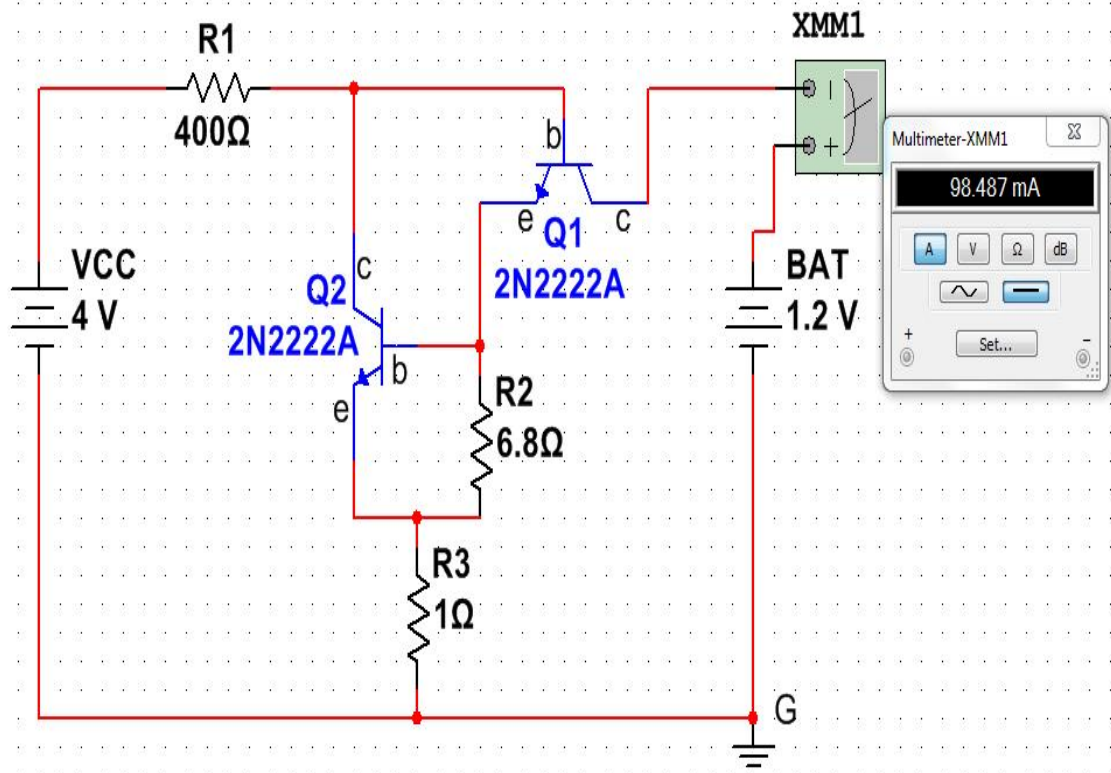 XMM1
R1
400Ω
Multimeter-XMM1
98.487 mA
A V Ω dB
+ -
Set...
b
e c
Q1
2N2222A
VCC
4 V
BAT
1.2 V
c
Q2
2N2222A
b
e
R2
6.8Ω
R3
1Ω
G